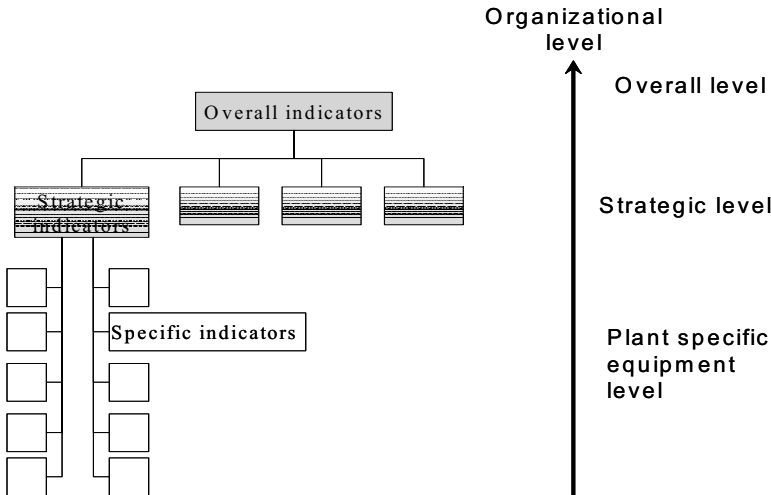 Organizational
level
Overall level
Overall indicators
Strategic
indicators
Strategic level
Specific indicators
Plant specific
equipment
level